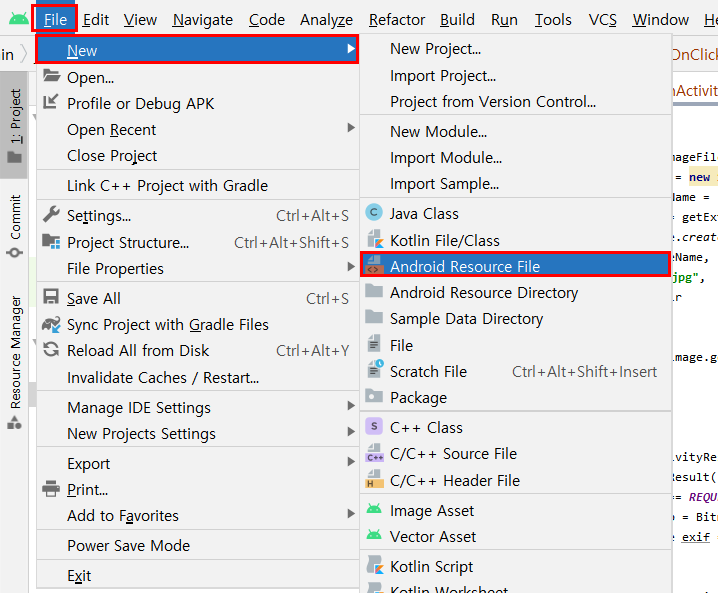 File Edit View Navigate Code Analyze Refactor Build Run Tools VCS Window
in
OnClick
1: Project
Commit
Resource Manager
New
Open...
Profile or Debug APK
Open Recent
Close Project
Link C++ Project with Gradle
Settings... Ctrl+Alt+S
Project Structure... Ctrl+Alt+Shift+S
File Properties
Save All Ctrl+S
Sync Project with Gradle Files
Reload All from Disk Ctrl+Alt+Y
Invalidate Caches / Restart...
Manage IDE Settings
New Projects Settings
Export
Print...
Add to Favorites
Power Save Mode
Exit
New Project...
Import Project...
Project from Version Control...
New Module...
Import Module...
Import Sample...
C Java Class
Kotlin File/Class
Android Resource File
Android Resource Directory
Sample Data Directory
File
Scratch File Ctrl+Alt+Shift+Insert
Package
S C++ Class
C++ C/C++ Source File
H C/C++ Header File
Image Asset
Vector Asset
Kotlin Script
Kotlin Worksheet
nActivit
mageFil
= new
Name =
= getEx
e.creat
eName,
jpg",
ir
image.g
ivityRe
Result(
== REQU
p = Bit
e exif